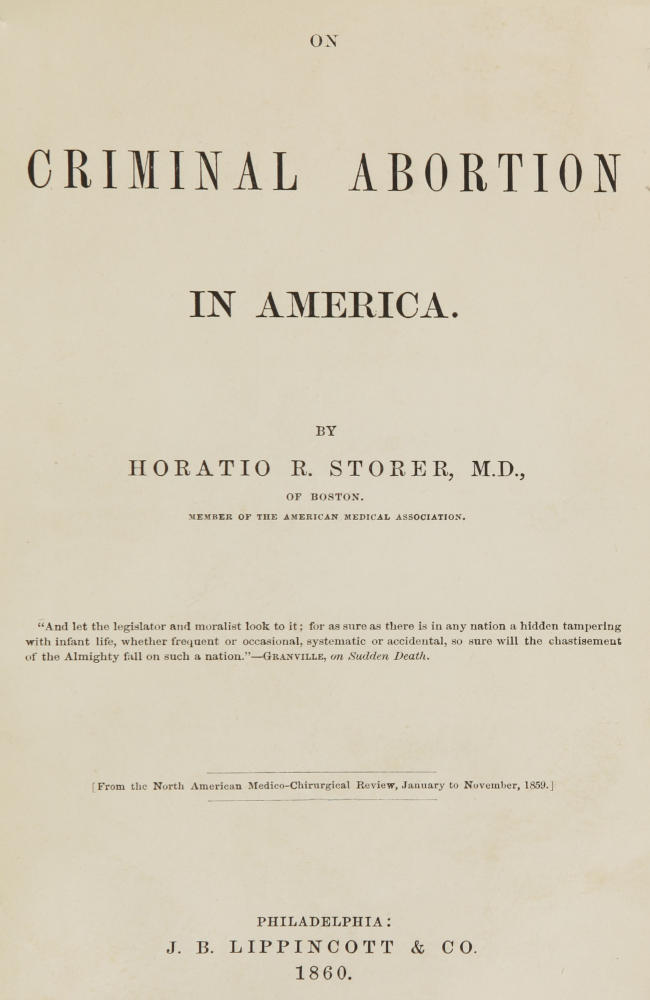 ON
CRIMINAL ABORTION
IN AMERICA.
BY
HORATIO R. STORER, M.D.,
OF BOSTON.
MEMBER OF THE AMERICAN MEDICAL ASSOCIATION.
“And let the legislator and moralist look to it; for as sure as there is in any nation a hidden tampering
with infant life, whether frequent or occasional, systematic or accidental, so sure will the chastisement
of the Almighty fall on such a nation.”—GRANVILLE, on Sudden Death.
[From the North American Medico-Chirurgical Review, January to November, 1859.]
PHILADELPHIA:
J. B. LIPPINCOTT & CO.
1860.